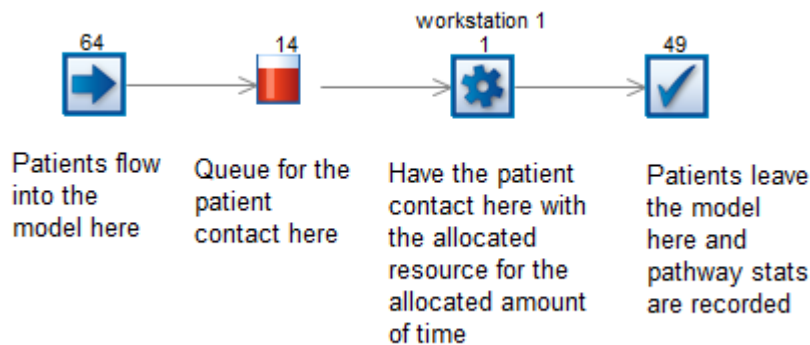 workstation 1
64
14
1
49
Patients flow
into the
model here
Queue for the
patient
contact here
Have the patient
contact here with
the allocated
resource for the
allocated amount
of time
Patients leave
the model
here and
pathway stats
are recorded